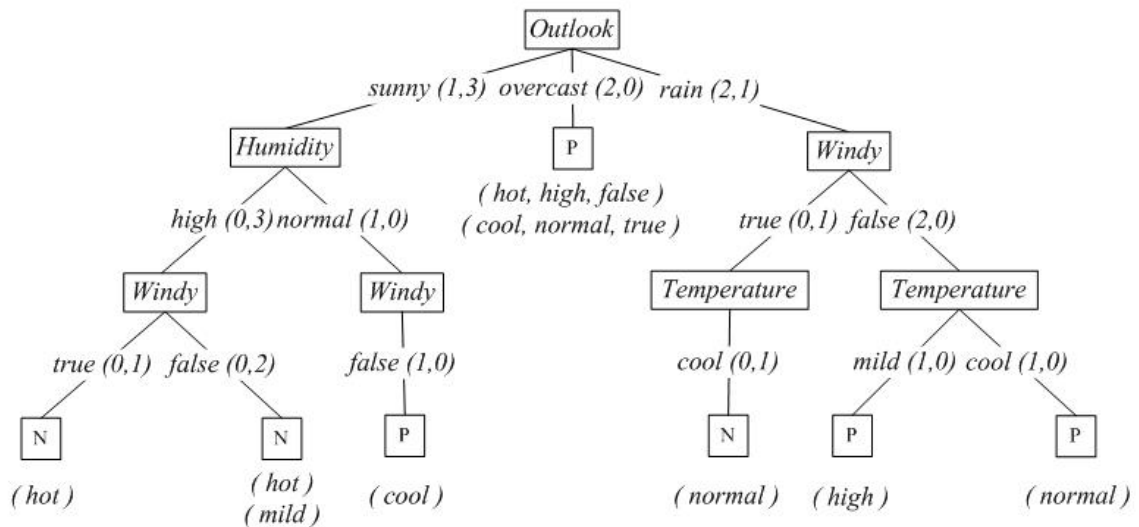 Outlook
sunny (1,3) overcast (2,0) rain (2,1)
Humidity P Windy
( hot, high, false )
( cool, normal, true )
high (0,3) normal (1,0) true (0,1) false (2,0)
Windy Windy Temperature Temperature
true (0,1) false (0,2) false (1,0) cool (0,1) mild (1,0) cool (1,0)
N N P N P P
( hot ) ( hot ) ( cool ) ( normal ) ( high ) ( normal )
( mild )